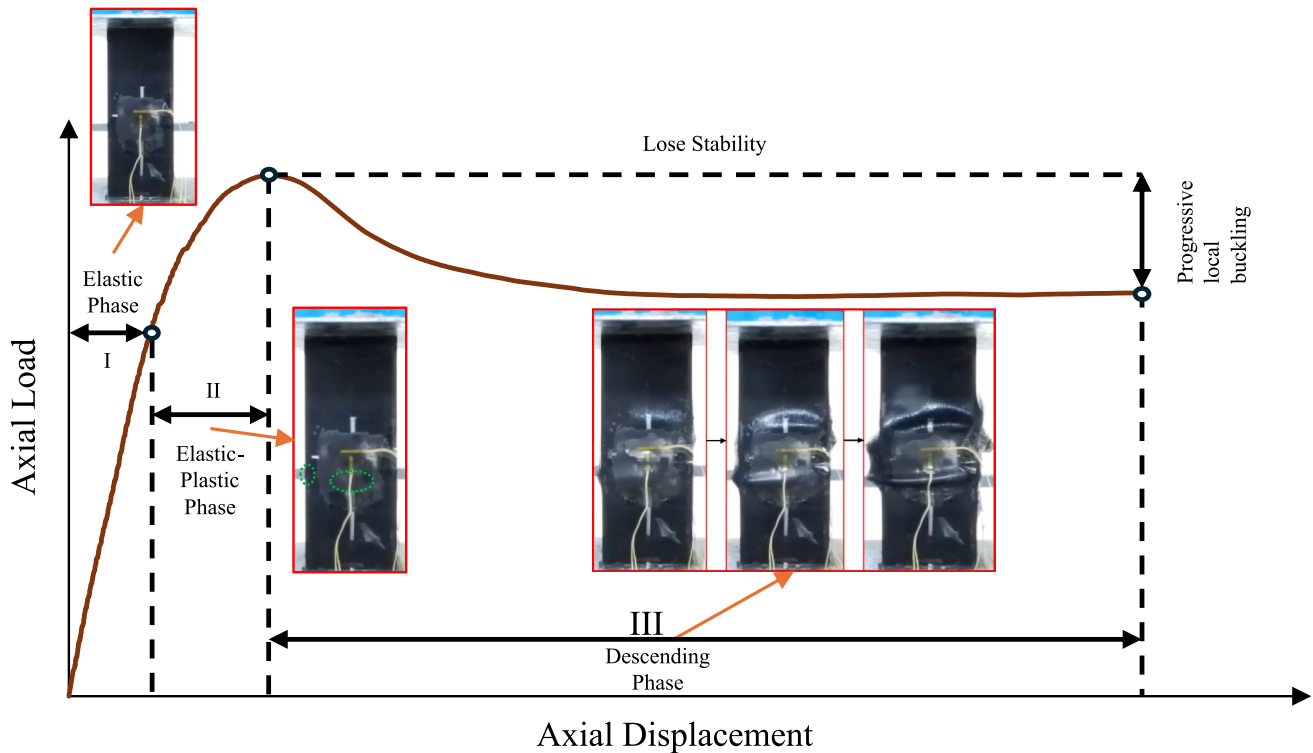 Lose Stability
Elastic
Phase
I
II
Elastic-
Plastic
Phase
Progressive
local
buckling
III
Descending
Phase
Axial Load
Axial Displacement